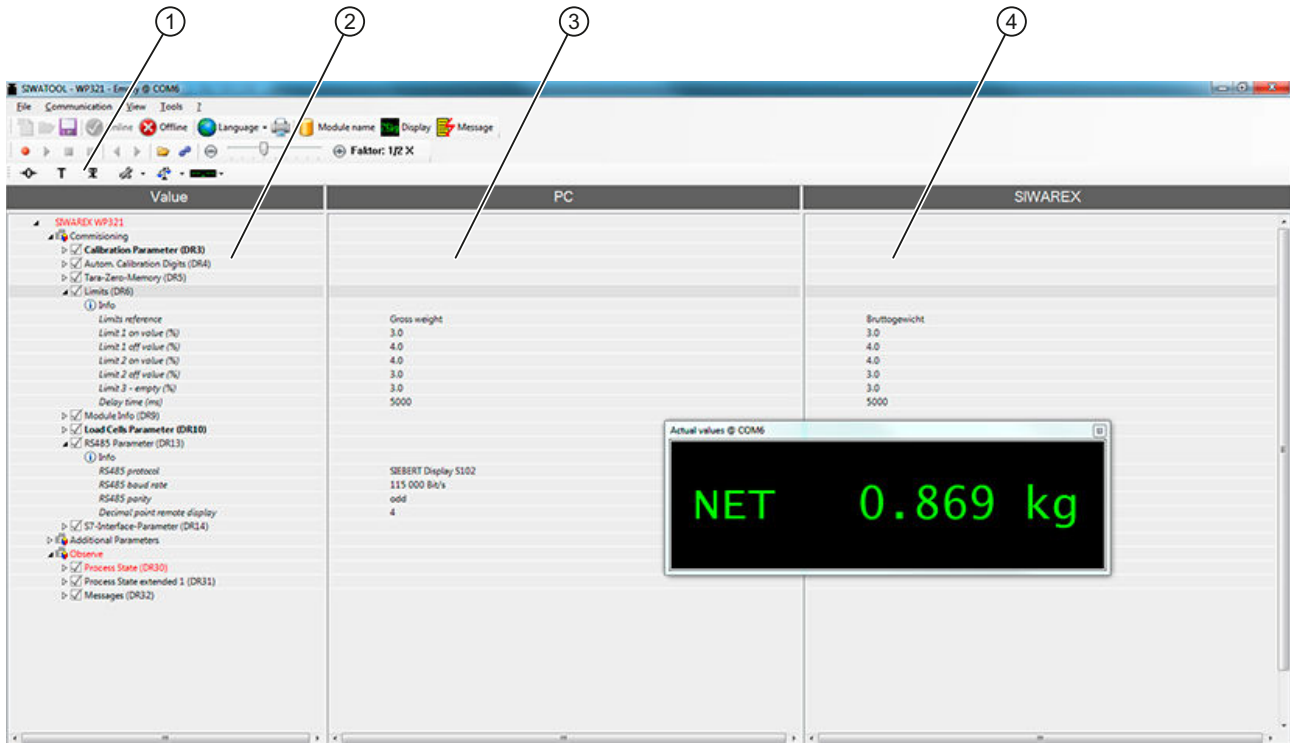 1 2 3 4
SIWATOOL - WP321 - Empty @ COM6
File Communication View Tools ?
Online Offline Language Module name Display Message
Faktor: 1/2 X
T
Value PC SIWAREX
SIWAREX WP321
Commisioning
Calibration Parameter (DR3)
Autom. Calibration Digits (DR4)
Tara-Zero-Memory (DR5)
Limits (DR6)
Info
Limits reference Gross weight Bruttogewicht
Limit 1 on value (%) 3.0 3.0
Limit 1 off value (%) 4.0 4.0
Limit 2 on value (%) 4.0 4.0
Limit 2 off value (%) 3.0 3.0
Limit 3 - empty (%) 3.0 3.0
Delay time (ms) 5000 5000
Module Info (DR9)
Load Cells Parameter (DR10)
RS485 Parameter (DR13)
Info
RS485 protocol SIEBERT Display S102
RS485 baud rate 115 000 Bit/s
RS485 parity odd
Decimal point remote display 4
S7-Interface-Parameter (DR14)
Additional Parameters
Observe
Process State (DR30)
Process State extended 1 (DR31)
Messages (DR32)
Actual values @ COM6
NET 0.869 kg